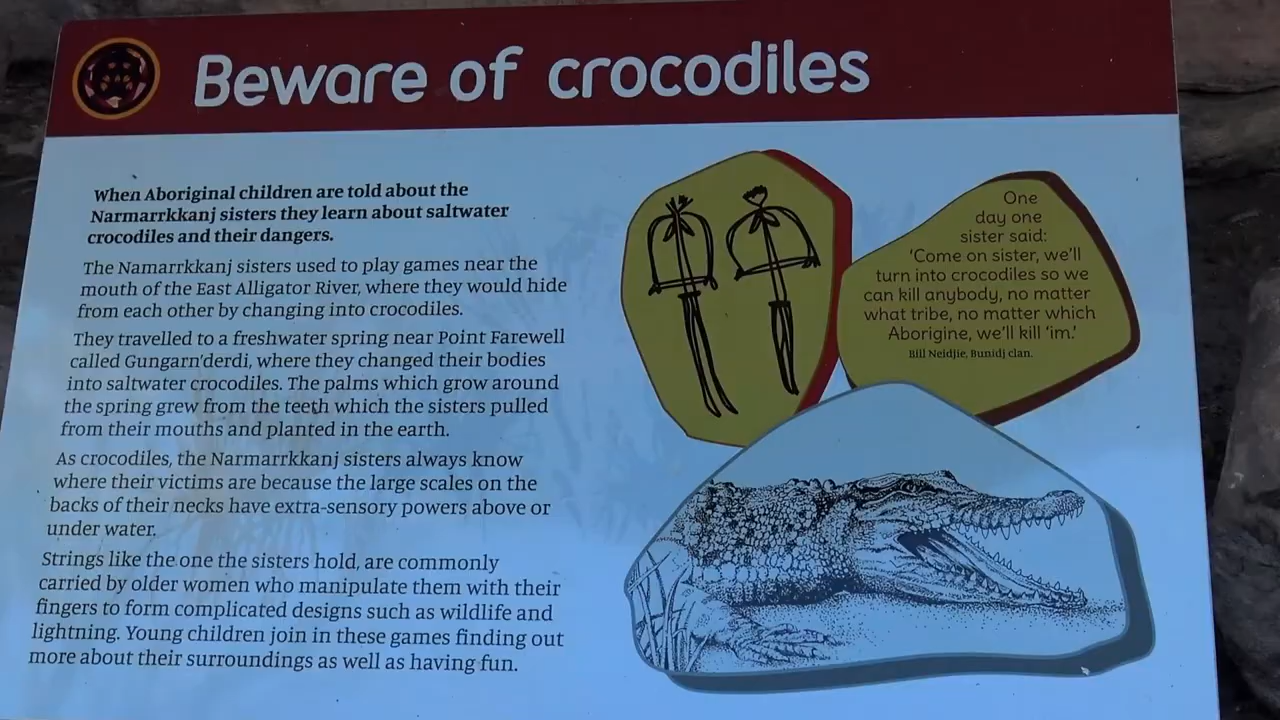 Beware of crocodiles
When Aboriginal children are told about the
Narmarrkkanj sisters they learn about saltwater
crocodiles and their dangers.
The Namarrkkanj sisters used to play games near the
mouth of the East Alligator River, where they would hide
from each other by changing into crocodiles.
They travelled to a freshwater spring near Point Farewell
called Gungarn'derdi, where they changed their bodies
into saltwater crocodiles. The palms which grow around
the spring grew from the teeth which the sisters pulled
from their mouths and planted in the earth.
As crocodiles, the Narmarrkkanj sisters always know
where their victims are because the large scales on the
backs of their necks have extra-sensory powers above or
under water.
Strings like the one the sisters hold, are commonly
carried by older women who manipulate them with their
fingers to form complicated designs such as wildlife and
lightning. Young children join in these games finding out
more about their surroundings as well as having fun.
One
day one
sister said:
'Come on sister, we'll
turn into crocodiles so we
can kill anybody, no matter
what tribe, no matter which
Aborigine, we'll kill 'im.'
Bill Neidjie, Bunidj clan.